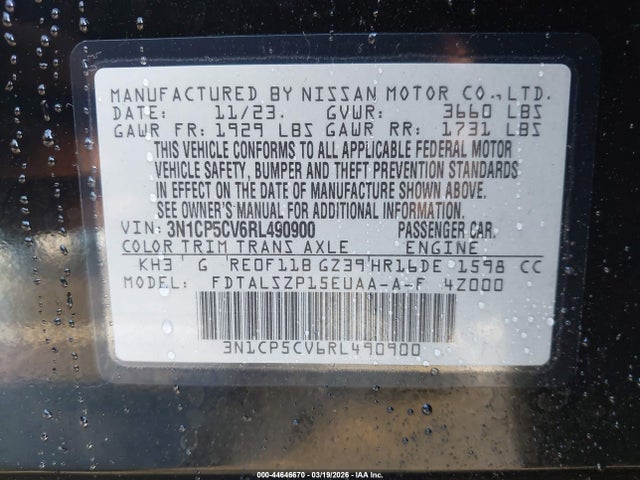 MANUFACTURED BY NISSAN MOTOR CO.,LTD.
DATE: 11/23. GVWR: 3660 LBS
GAWR FR: 1929 LBS GAWR RR: 1731 LBS
THIS VEHICLE CONFORMS TO ALL APPLICABLE FEDERAL MOTOR
VEHICLE SAFETY, BUMPER AND THEFT PREVENTION STANDARDS
IN EFFECT ON THE DATE OF MANUFACTURE SHOWN ABOVE.
SEE OWNER'S MANUAL FOR ADDITIONAL INFORMATION.
VIN: 3N1CP5CV6RL490900 PASSENGER CAR.
COLOR TRIM TRANS AXLE ENGINE
KH3 G RE0F11B GZ39 HR16DE 1598 CC
MODEL: FDTALSZP15EUAA-A-F 4Z000
3N1CP5CV6RL490900
000-44646670 - 03/19/2026 - IAA Inc.